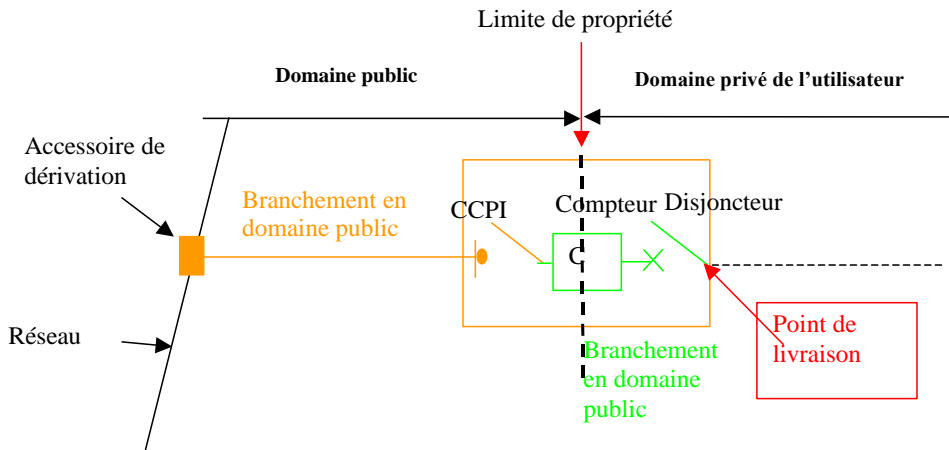 Limite de propriété
Domaine public
Domaine privé de l’utilisateur
Accessoire de
dérivation
Branchement en
domaine public
CCPI
Compteur
Disjoncteur
C
Réseau
Branchement
en domaine
public
Point de
livraison